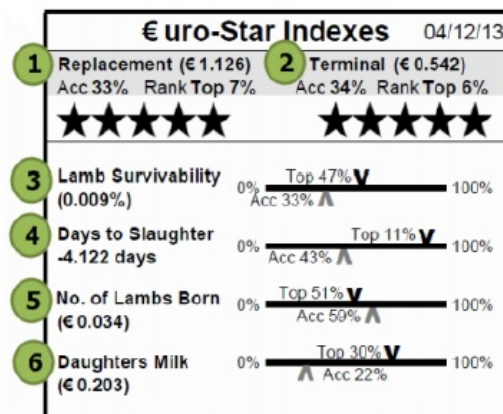 €uro-Star Indexes 04/12/13
1 Replacement (€1.126) 2 Terminal (€0.542)
Acc 33% Rank Top 7% Acc 34% Rank Top 6%
3 Lamb Survivability
(0.009%)
0% Top 47% 100%
Acc 33%
4 Days to Slaughter
-4.122 days
0% Top 11% 100%
Acc 43%
5 No. of Lambs Born
(€0.034)
0% Top 51% 100%
Acc 59%
6 Daughters Milk
(€0.203)
0% Top 30% 100%
Acc 22%